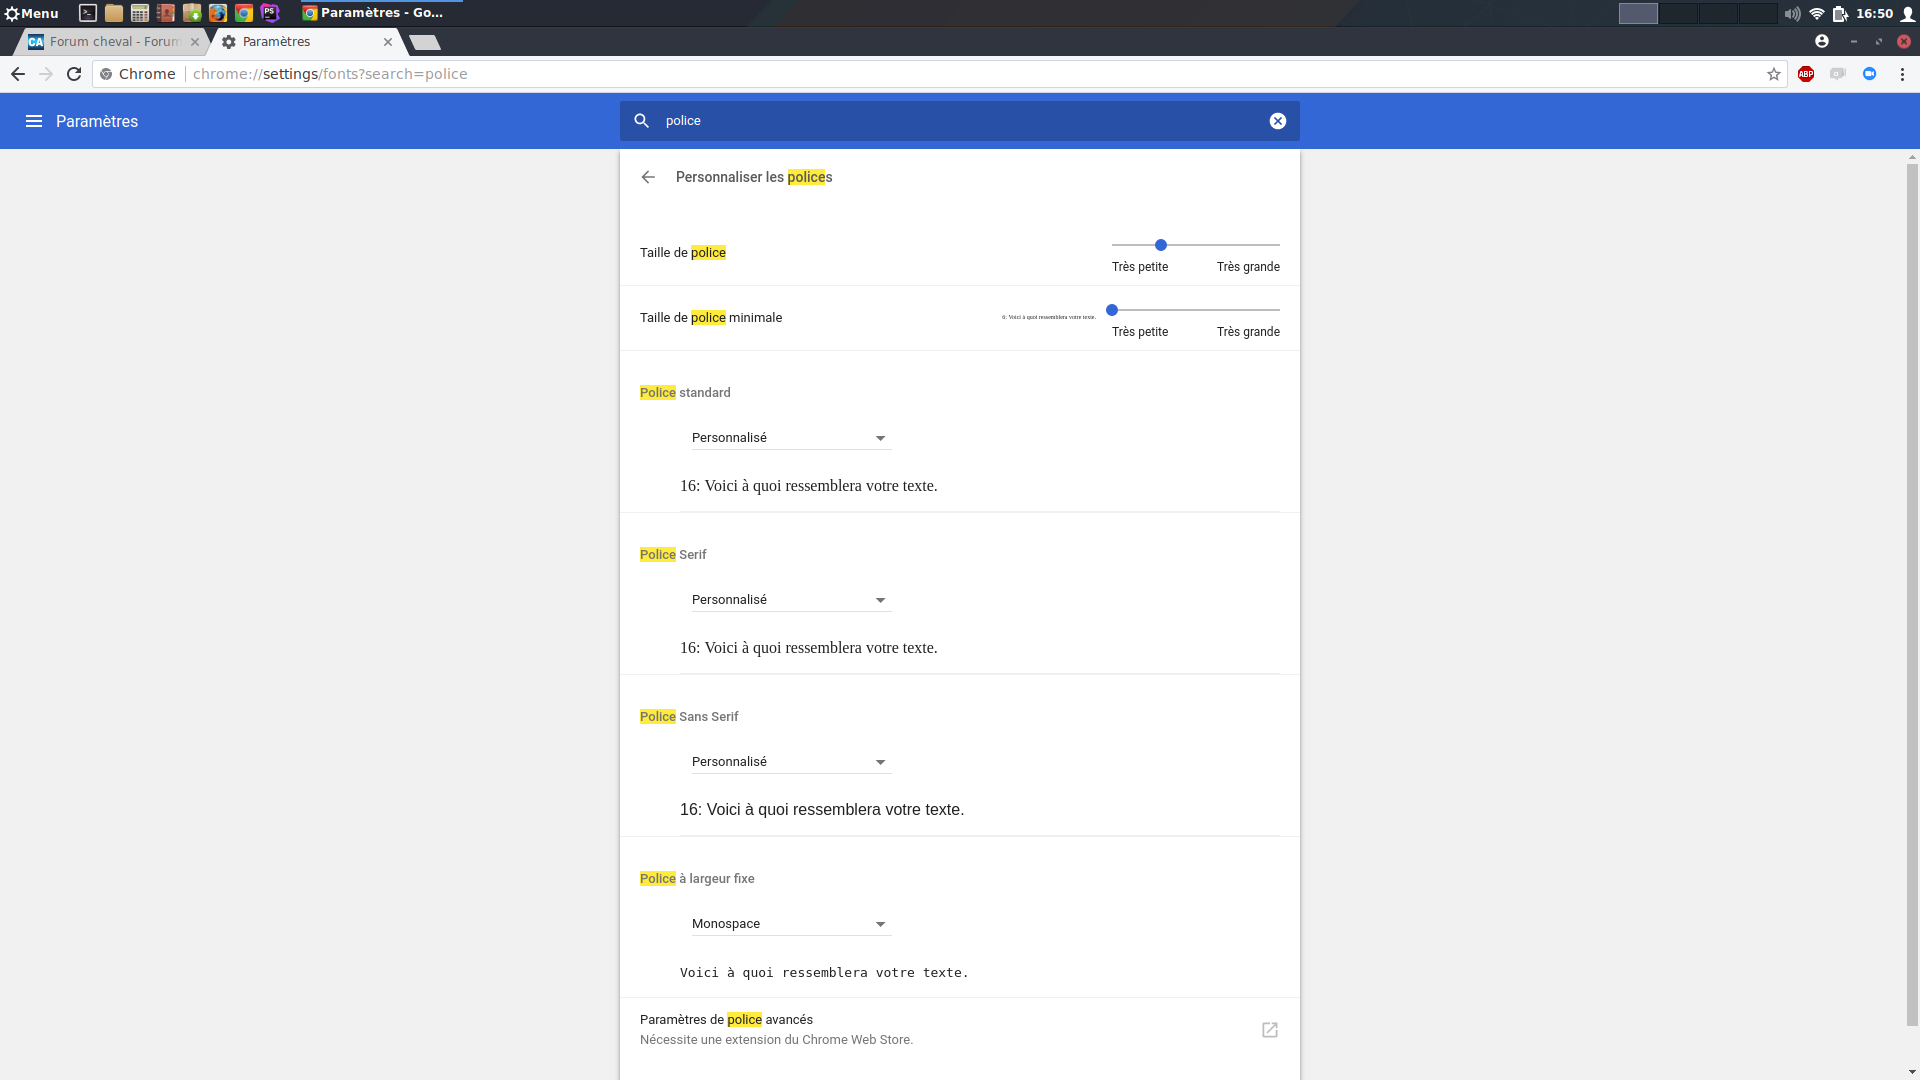 Menu
Paramètres - Go...
16:50
Forum cheval - Forum
Paramètres
Chrome
chrome://settings/fonts?search=police
ABP
Paramètres
police
Personnaliser les polices
Taille de police
Très petite
Très grande
Taille de police minimale
6: Voici à quoi ressemblera votre texte.
Très petite
Très grande
Police standard
Personnalisé
16: Voici à quoi ressemblera votre texte.
Police Serif
Personnalisé
16: Voici à quoi ressemblera votre texte.
Police Sans Serif
Personnalisé
16: Voici à quoi ressemblera votre texte.
Police à largeur fixe
Monospace
Voici à quoi ressemblera votre texte.
Paramètres de police avancés
Nécessite une extension du Chrome Web Store.